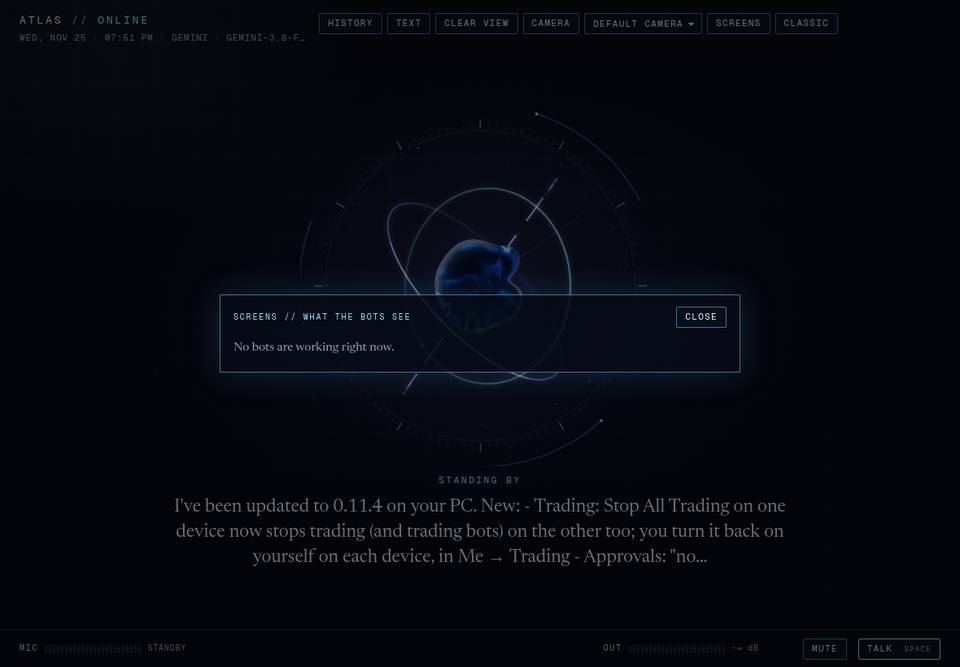 ATLAS // ONLINE
WED, NOV 25 · 07:51 PM · GEMINI · GEMINI-3.8-F…
HISTORY
TEXT
CLEAR VIEW
CAMERA
DEFAULT CAMERA
SCREENS
CLASSIC
SCREENS // WHAT THE BOTS SEE
CLOSE
No bots are working right now.
STANDING BY
I've been updated to 0.11.4 on your PC. New: - Trading: Stop All Trading on one
device now stops trading (and trading bots) on the other too; you turn it back on
yourself on each device, in Me → Trading - Approvals: "no...
MIC
STANDBY
OUT
-∞ dB
MUTE
TALK SPACE